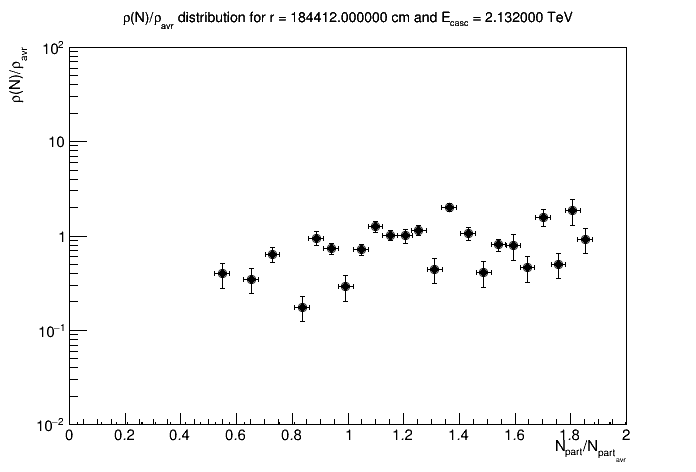 ρ(N)/ρavr distribution for r = 184412.000000 cm and Ecasc = 2.132000 TeV
ρ(N)/ρavr
10²
10
1
10⁻¹
10⁻²
0 0.2 0.4 0.6 0.8 1 1.2 1.4 1.6 1.8 2
Npart/Npartavr